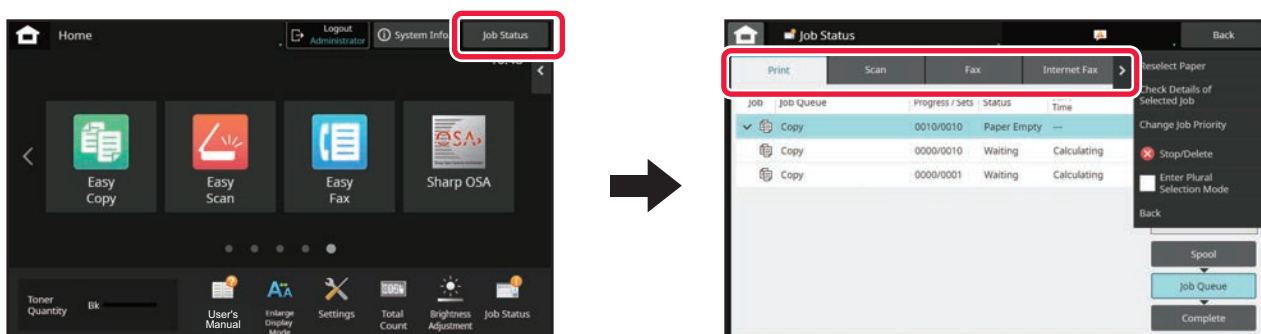 Home
Logout
Administrator
System Info
Job Status
Easy
Copy
Easy
Scan
Easy
Fax
OSA
Sharp OSA
Toner
Quantity
Bk
User's
Manual
Enlarge
Display
Mode
Settings
Total
Count
Brightness
Adjustment
Job Status
Job Status
Back
Print
Scan
Fax
Internet Fax
Job
Job Queue
Progress / Sets
Status
Time
Copy
0010/0010
Paper Empty
---
Copy
0000/0010
Waiting
Calculating
Copy
0000/0001
Waiting
Calculating
Reselect Paper
Check Details of
Selected Job
Change Job Priority
Stop/Delete
Enter Plural
Selection Mode
Back
Spool
Job Queue
Complete